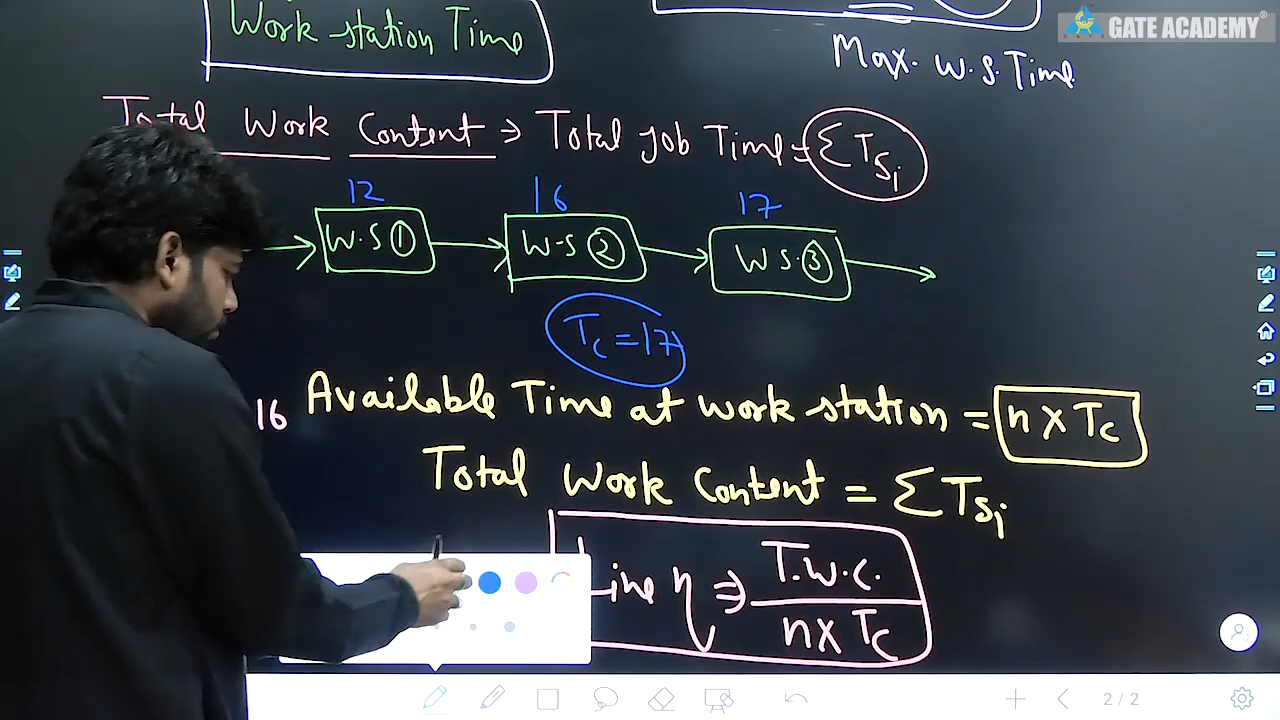 GATE ACADEMY®
Work station Time
Max. W.S. Time
Total Work Content ⇒ Total Job Time = ΣTsi
12 16 17
W.S ① W-S ② W S. ③
Tc = 17
16
Available Time at work station = n x Tc
Total Work Content = ΣTsi
Line η ⇒ T.W.C. / n x Tc
2/2